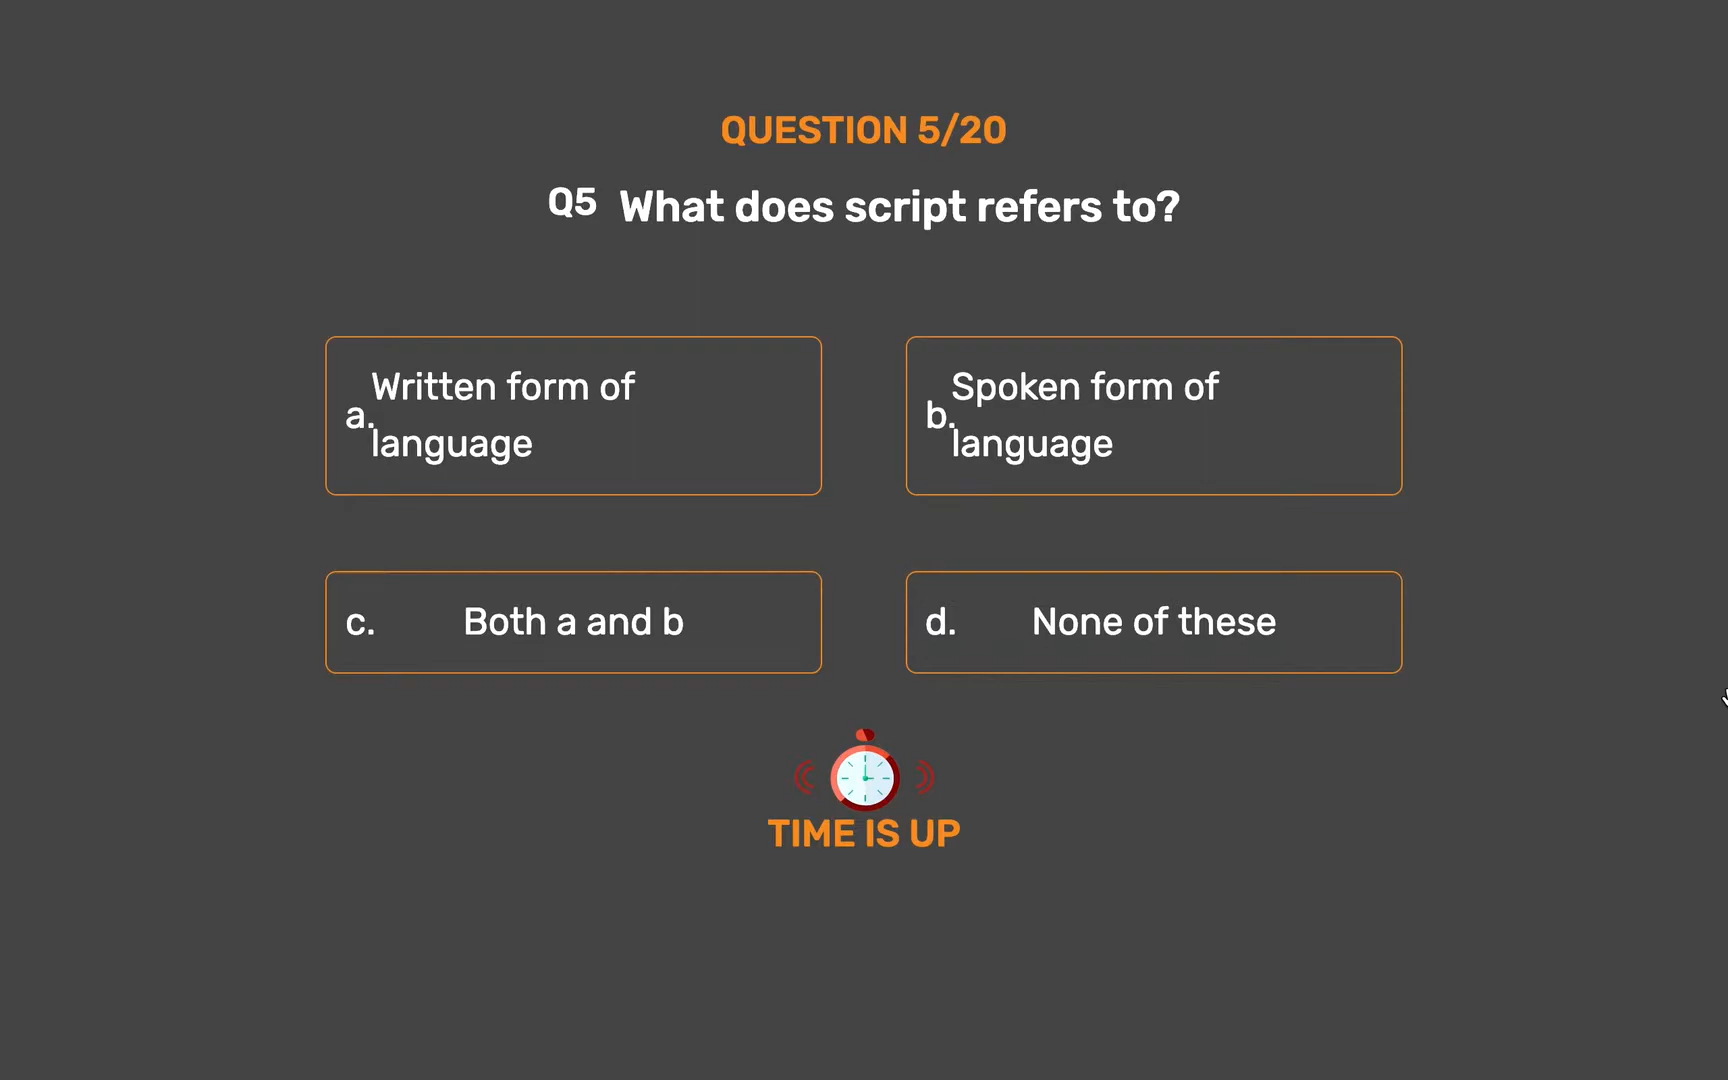 QUESTION 5/20
Q5 What does script refers to?
a. Written form of
language
b. Spoken form of
language
c. Both a and b
d. None of these
TIME IS UP